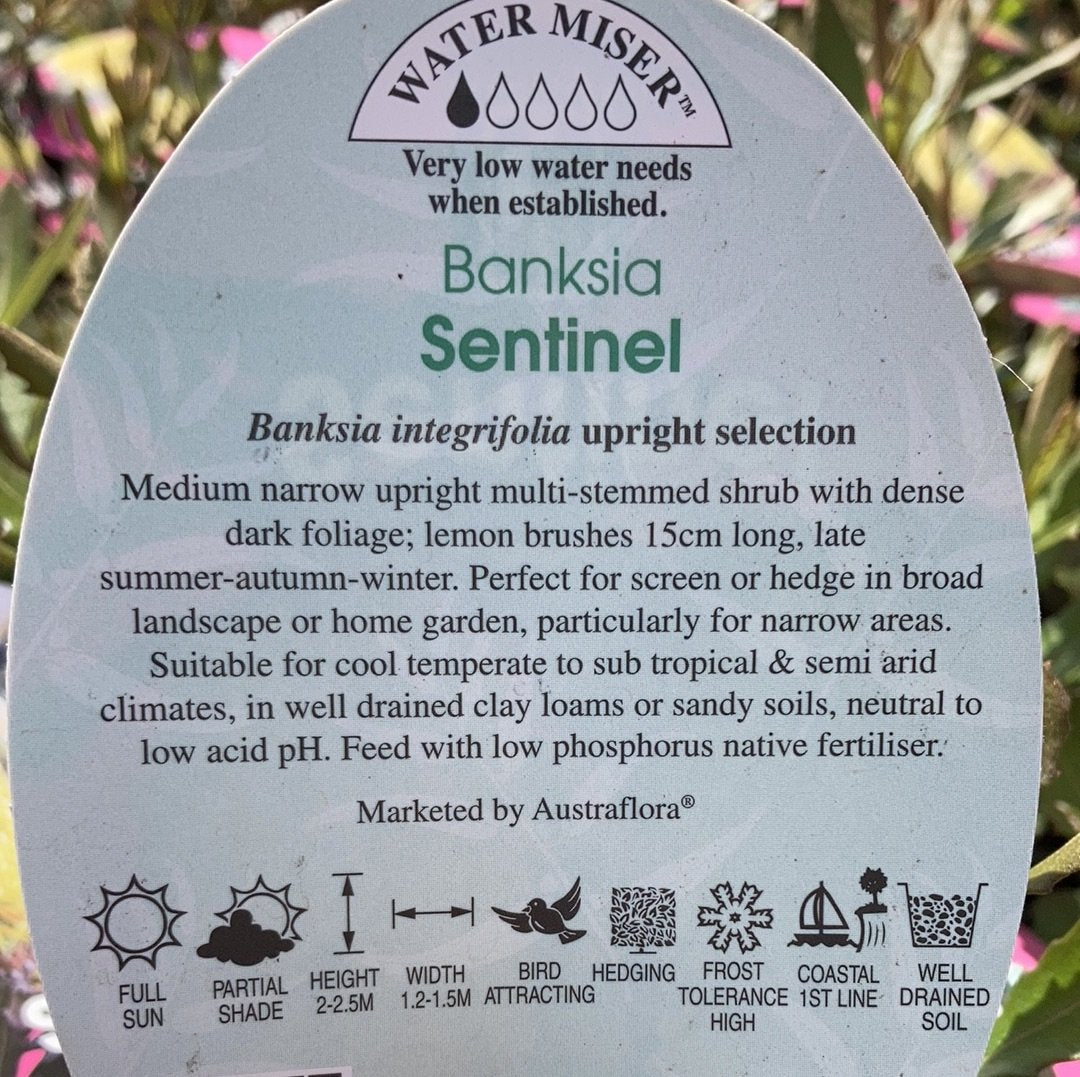 WATER MISER™
Very low water needs
when established.
Banksia
Sentinel
Banksia integrifolia upright selection
Medium narrow upright multi-stemmed shrub with dense
dark foliage; lemon brushes 15cm long, late
summer-autumn-winter. Perfect for screen or hedge in broad
landscape or home garden, particularly for narrow areas.
Suitable for cool temperate to sub tropical & semi arid
climates, in well drained clay loams or sandy soils, neutral to
low acid pH. Feed with low phosphorus native fertiliser.
Marketed by Austraflora®
FULL
SUN
PARTIAL
SHADE
HEIGHT
2-2.5M
WIDTH
1.2-1.5M
BIRD
ATTRACTING
HEDGING
FROST
TOLERANCE
HIGH
COASTAL
1ST LINE
WELL
DRAINED
SOIL